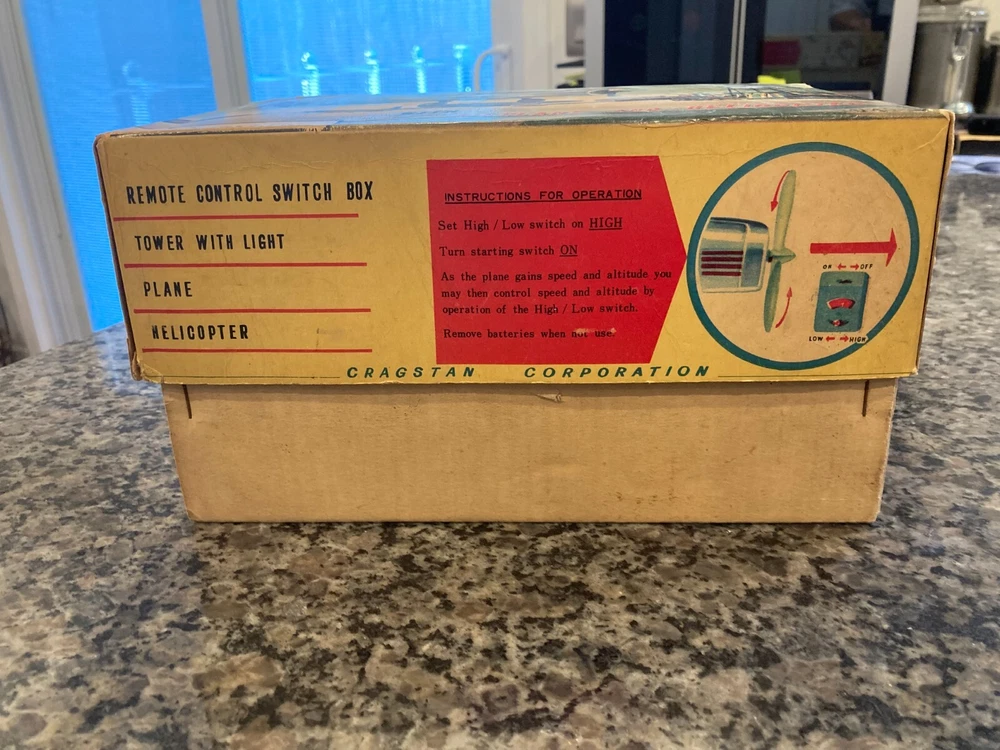 REMOTE CONTROL SWITCH BOX
TOWER WITH LIGHT
PLANE
HELICOPTER
INSTRUCTIONS FOR OPERATION
Set High / Low switch on HIGH
Turn starting switch ON
As the plane gains speed and altitude you
may then control speed and altitude by
operation of the High / Low switch.
Remove batteries when not use.
ON OFF
LOW HIGH
CRAGSTAN CORPORATION